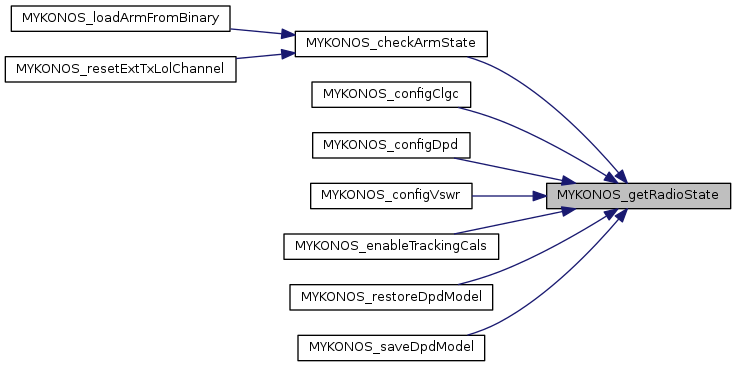 MYKONOS_loadArmFromBinary
MYKONOS_resetExtTxLolChannel
MYKONOS_checkArmState
MYKONOS_configClgc
MYKONOS_configDpd
MYKONOS_configVswr
MYKONOS_enableTrackingCals
MYKONOS_restoreDpdModel
MYKONOS_saveDpdModel
MYKONOS_getRadioState